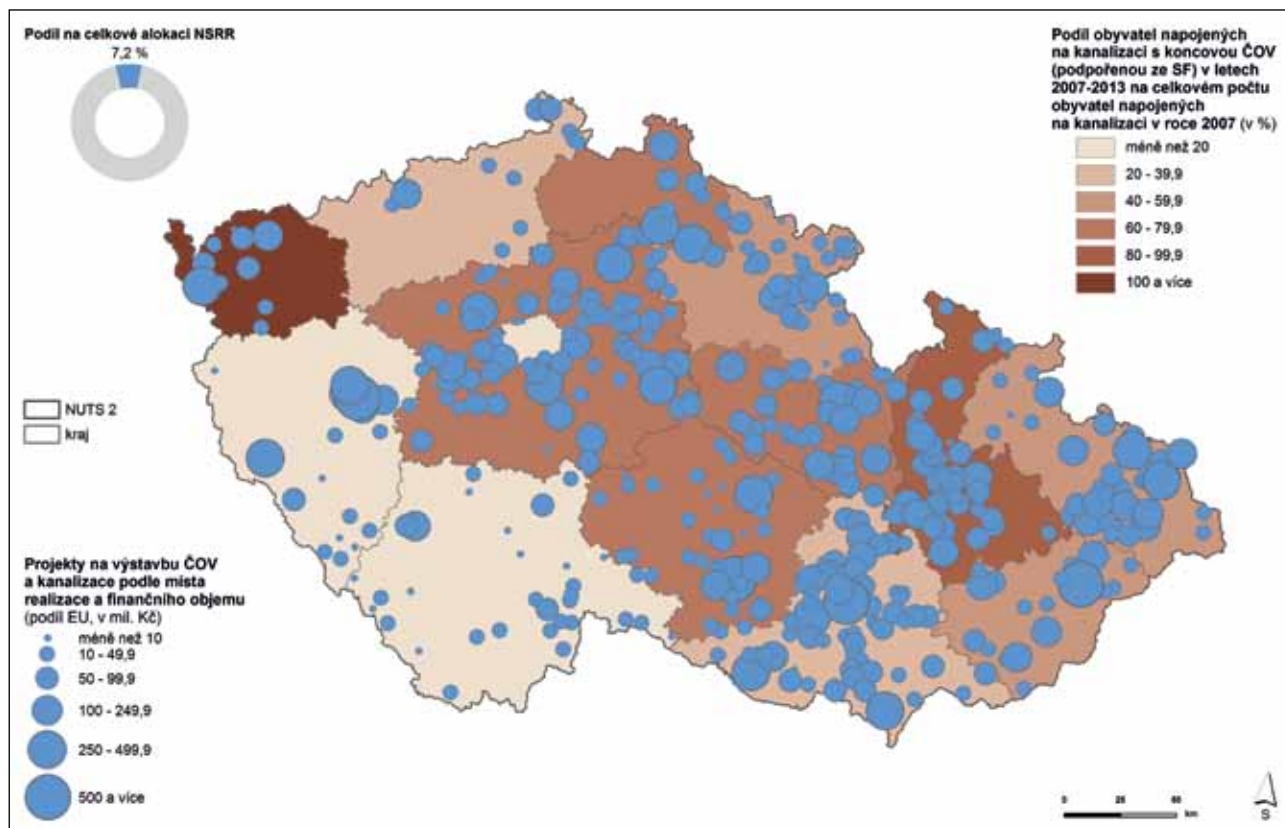 Podíl na celkové alokaci NSRR
7,2 %
Podíl obyvatel napojených
na kanalizaci s koncovou ČOV
(podpořenou ze SF) v letech
2007-2013 na celkovém počtu
obyvatel napojených
na kanalizaci v roce 2007 (v %)
méně než 20
20 - 39,9
40 - 59,9
60 - 79,9
80 - 99,9
100 a více
NUTS 2
kraj
Projekty na výstavbu ČOV
a kanalizace podle místa
realizace a finančního objemu
(podíl EU, v mil. Kč)
méně než 10
10 - 49,9
50 - 99,9
100 - 249,9
250 - 499,9
500 a více
0
km
S